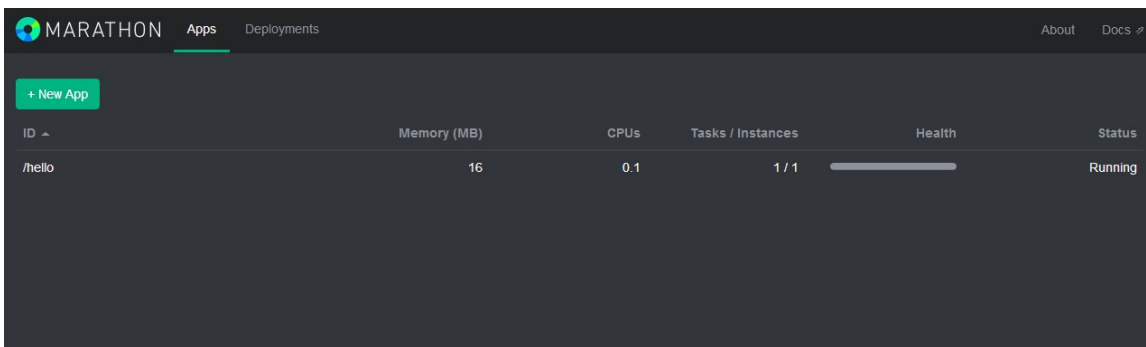 MARATHON Apps Deployments About Docs
+ New App
ID Memory (MB) CPUs Tasks / Instances Health Status
/hello 16 0.1 1 / 1 Running